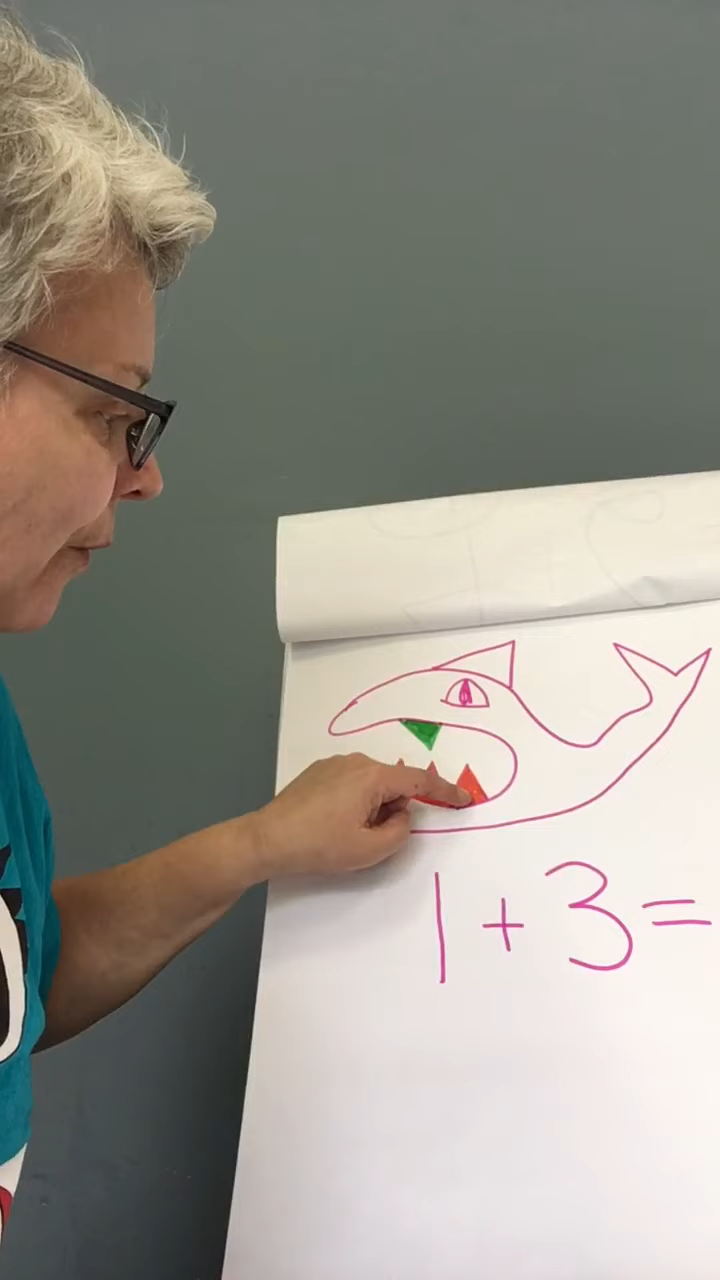 1 + 3 =